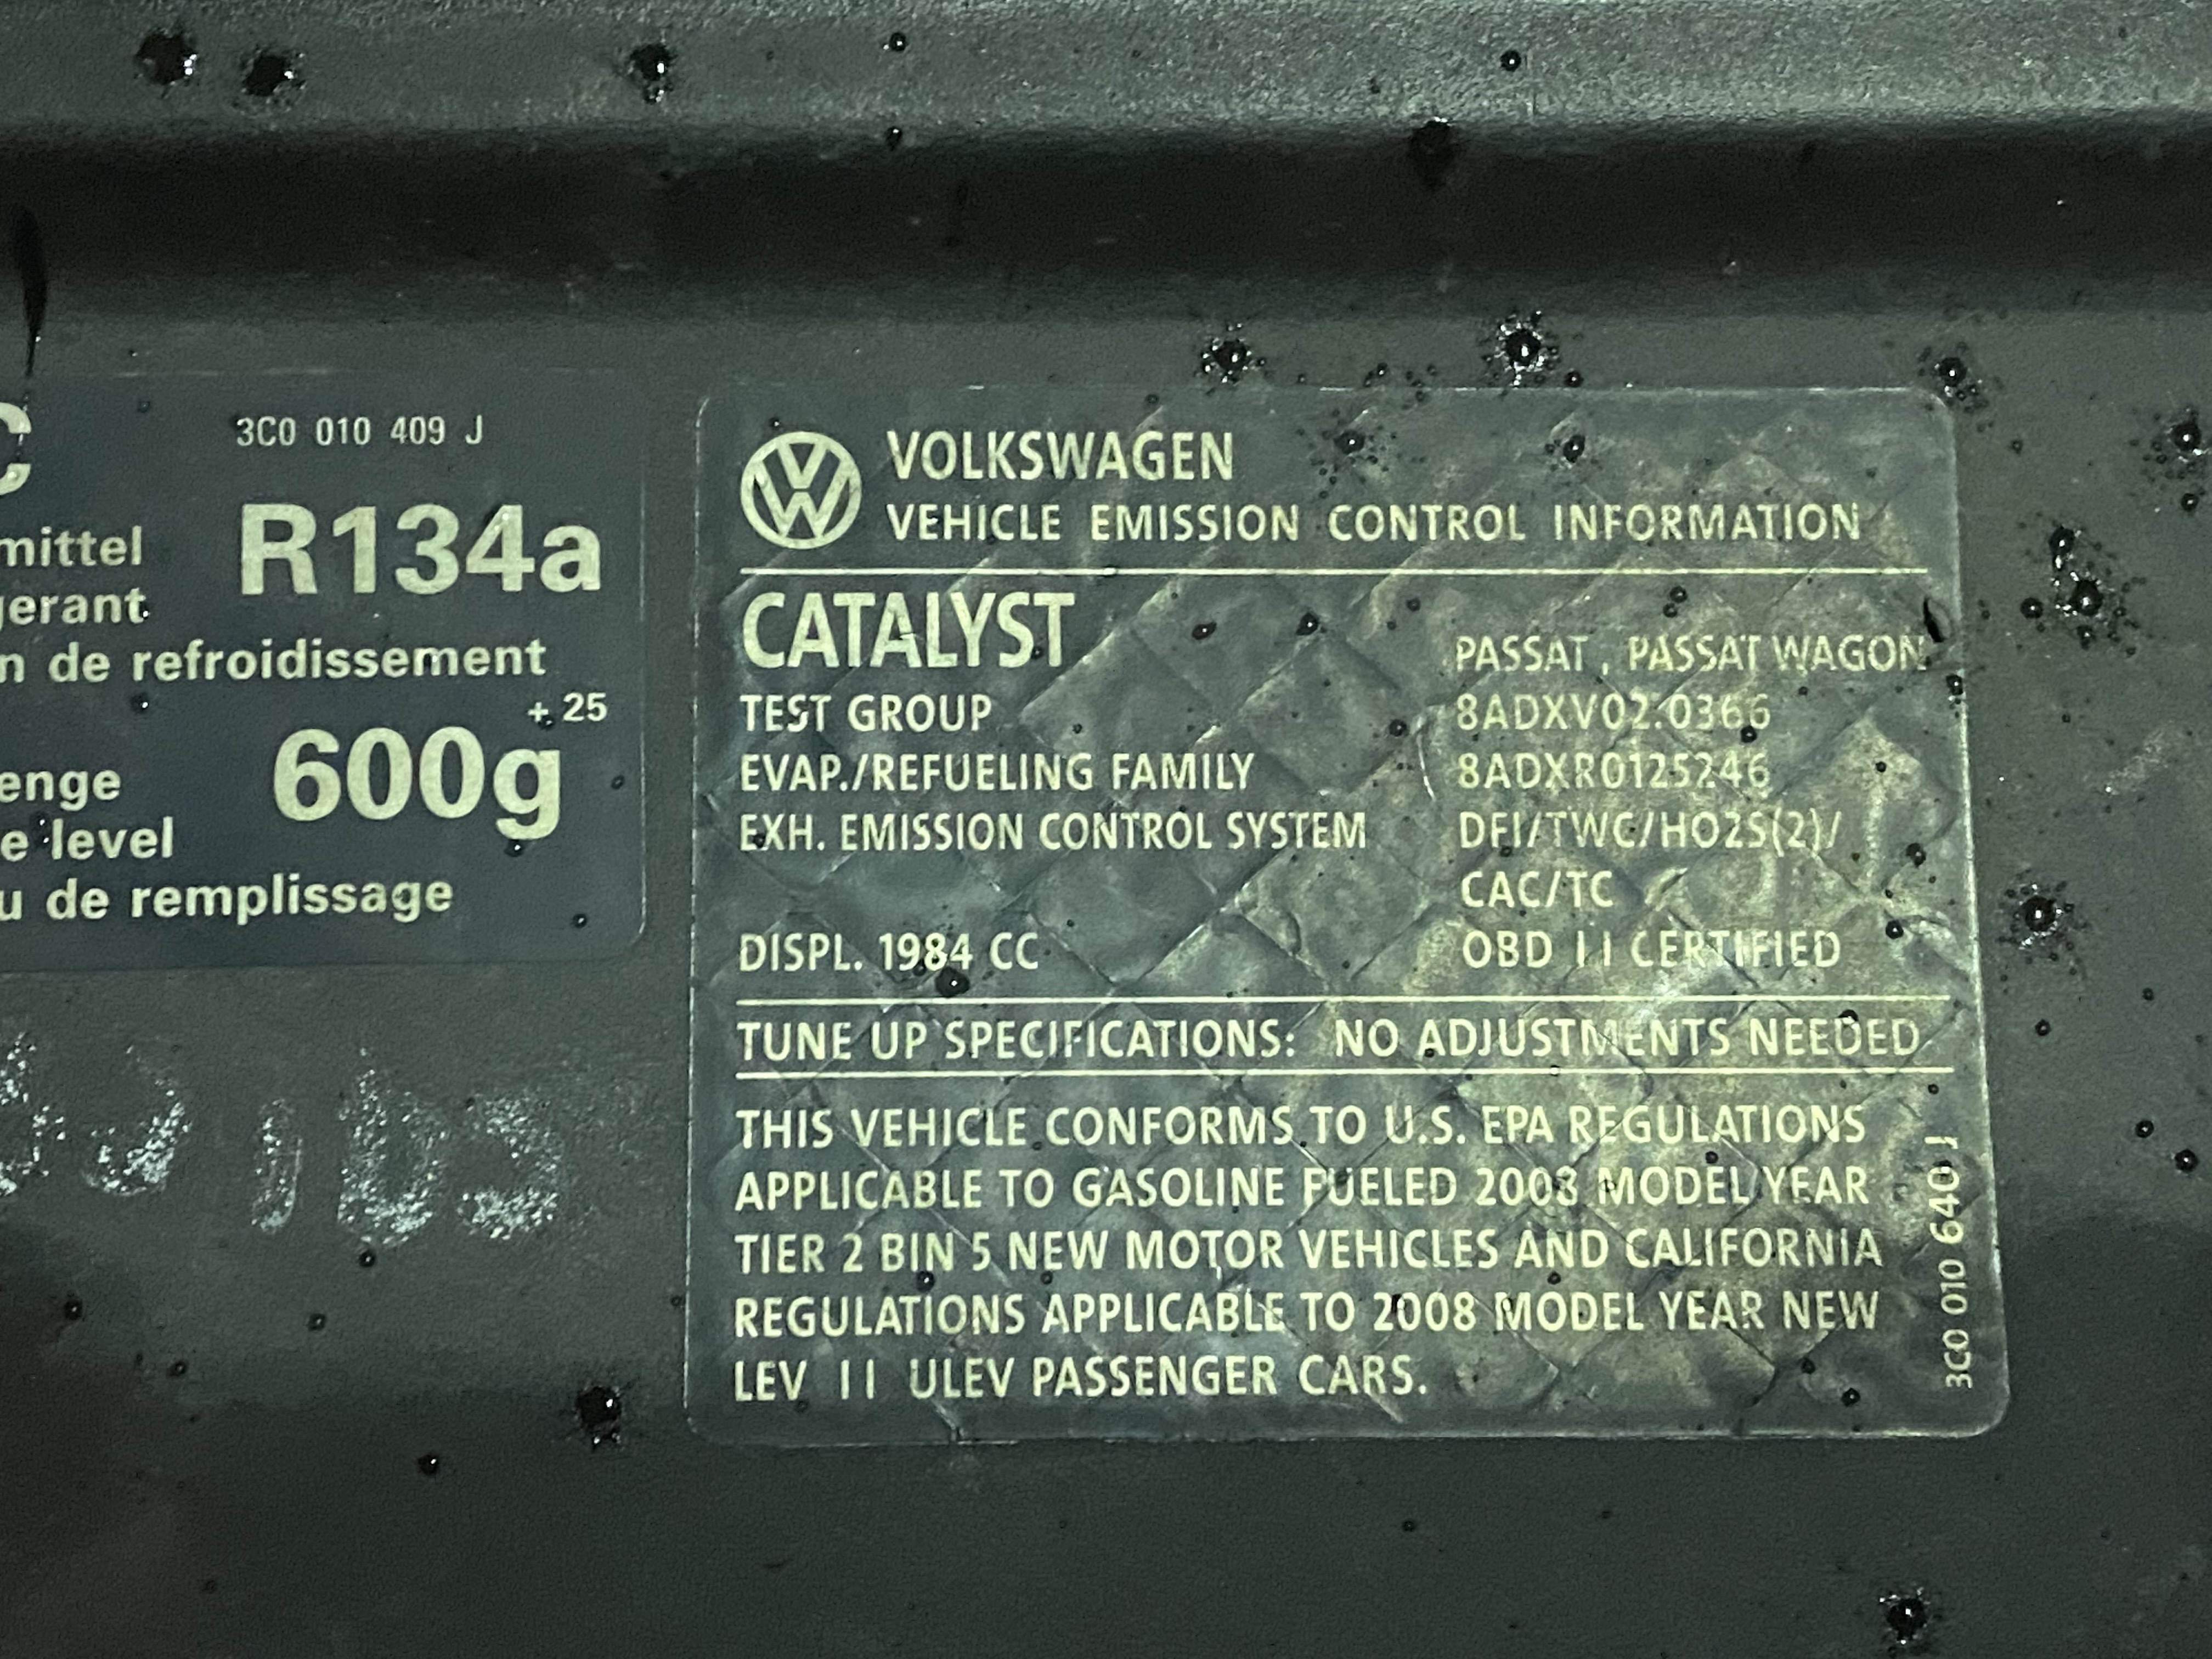 3C0 010 409 J
R134a
mittel
gerant
n de refroidissement
+ 25
600g
enge
e level
u de remplissage
VOLKSWAGEN
VEHICLE EMISSION CONTROL INFORMATION
CATALYST
PASSAT, PASSAT WAGON
TEST GROUP 8ADXV02.0366
EVAP./REFUELING FAMILY 8ADXR0125246
EXH. EMISSION CONTROL SYSTEM DFI/TWC/HO2S(2)/
CAC/TC
DISPL. 1984 CC OBD II CERTIFIED
TUNE UP SPECIFICATIONS: NO ADJUSTMENTS NEEDED
THIS VEHICLE CONFORMS TO U.S. EPA REGULATIONS
APPLICABLE TO GASOLINE FUELED 2008 MODEL YEAR
TIER 2 BIN 5 NEW MOTOR VEHICLES AND CALIFORNIA
REGULATIONS APPLICABLE TO 2008 MODEL YEAR NEW
LEV II ULEV PASSENGER CARS.
3C0 010 640 J